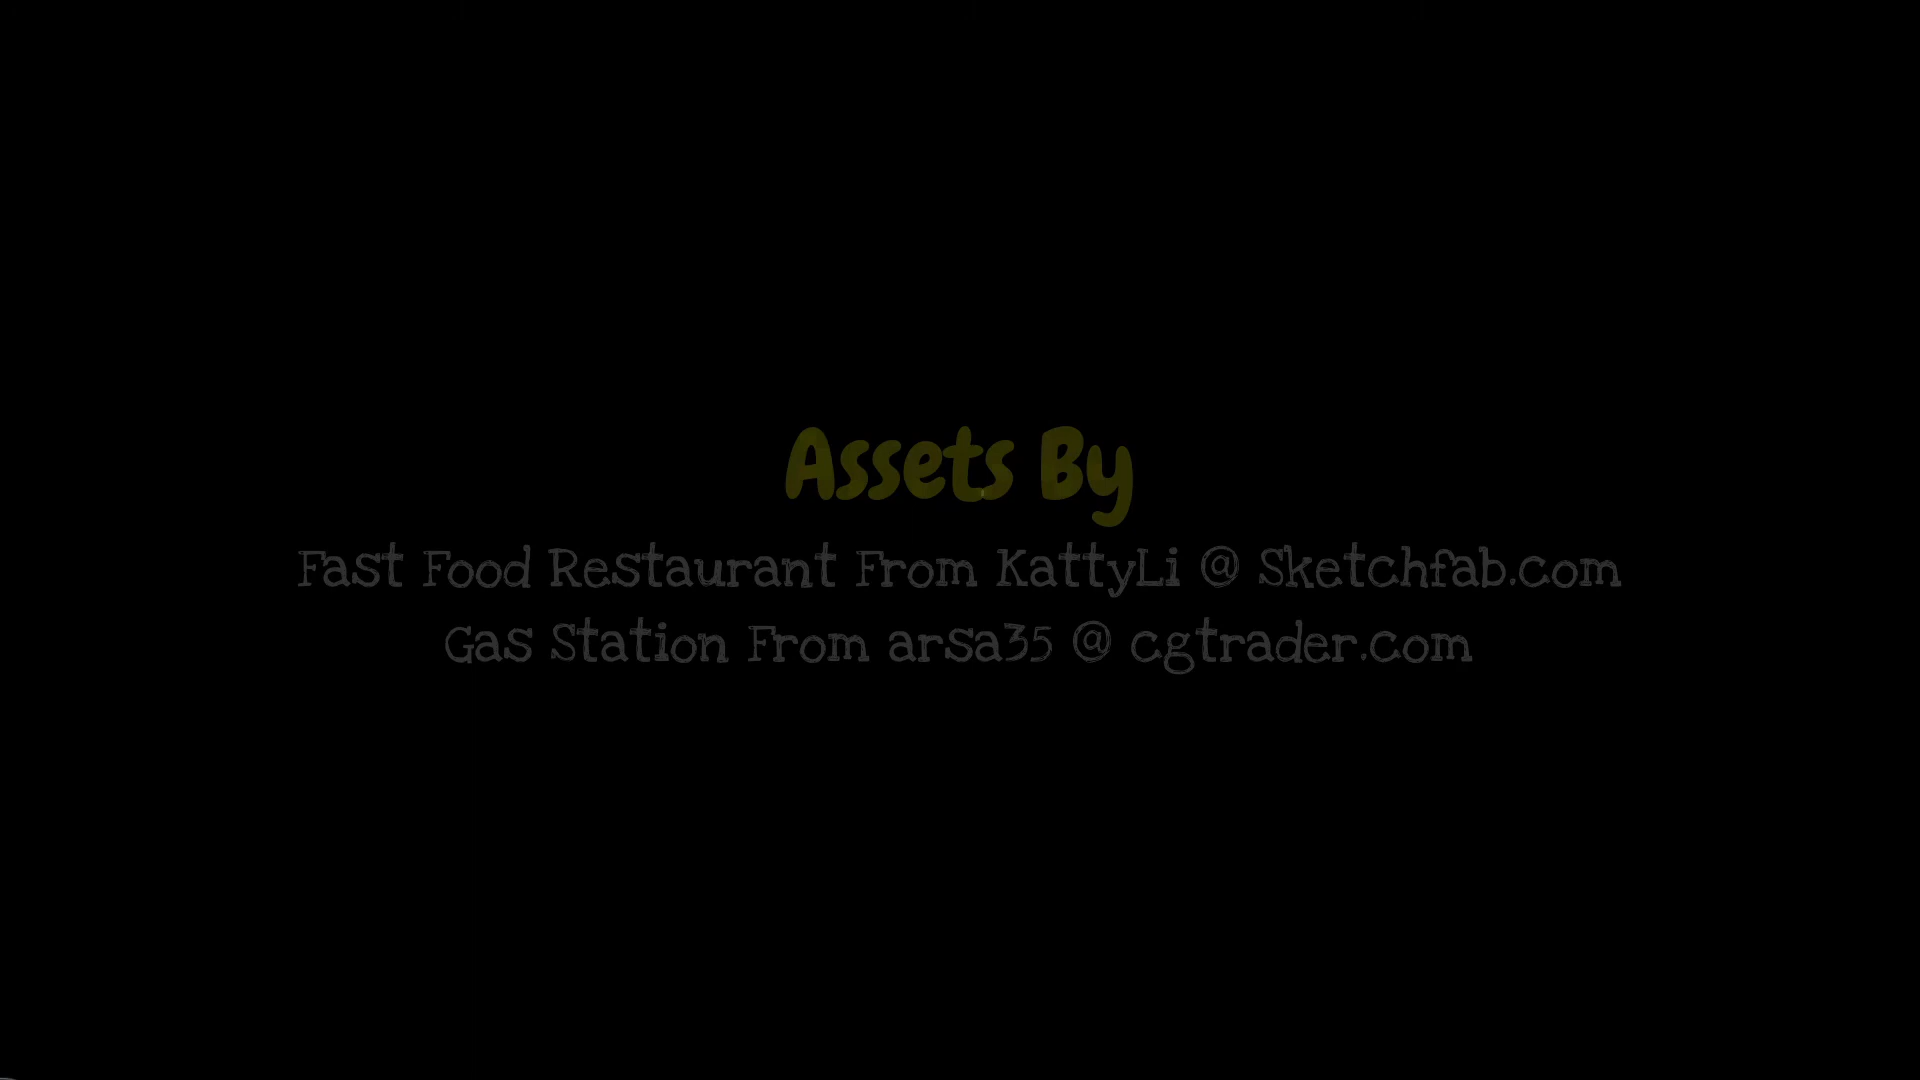 Assets By
Fast Food Restaurant From KattyLi @ Sketchfab.com
Gas Station From arsa35 @ cgtrader.com